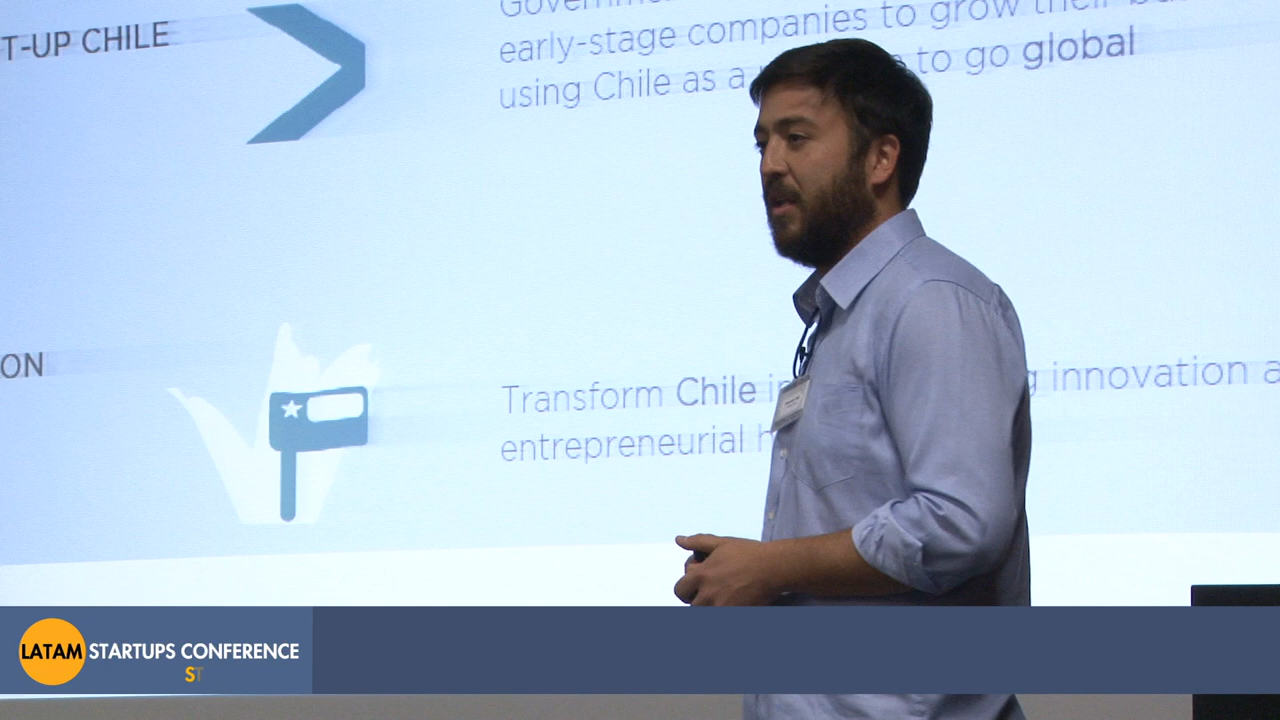 T-UP CHILE
early-stage companies to grow their
using Chile as a to go global
ON
Transform Chile innovation
entrepreneurial
LATAM STARTUPS CONFERENCE
ST